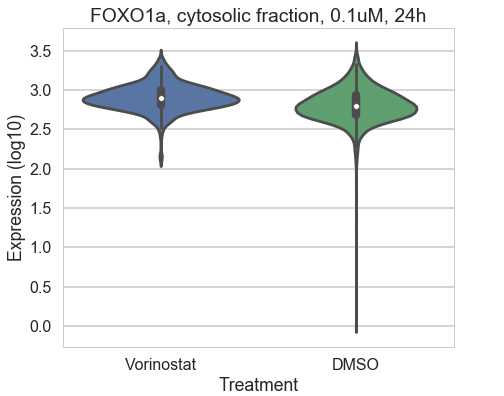 FOXO1a, cytosolic fraction, 0.1uM, 24h
Expression (log10)
3.5
3.0
2.5
2.0
1.5
1.0
0.5
0.0
Vorinostat
DMSO
Treatment